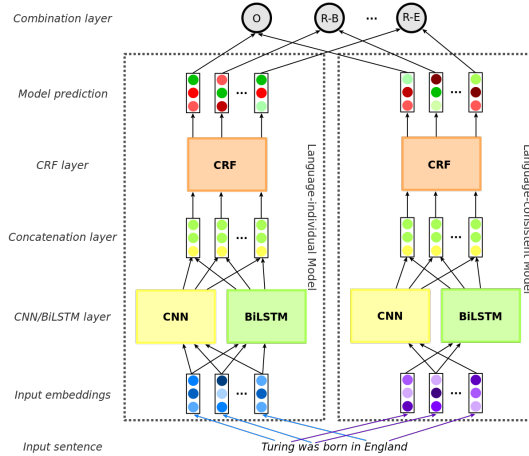 Combination layer
O
R-B
...
R-E
Model prediction
...
...
CRF layer
CRF
CRF
Language-individual Model
Language-consistent Model
Concatenation layer
...
...
CNN/BiLSTM layer
CNN
BiLSTM
CNN
BiLSTM
Input embeddings
...
...
Input sentence
Turing was born in England